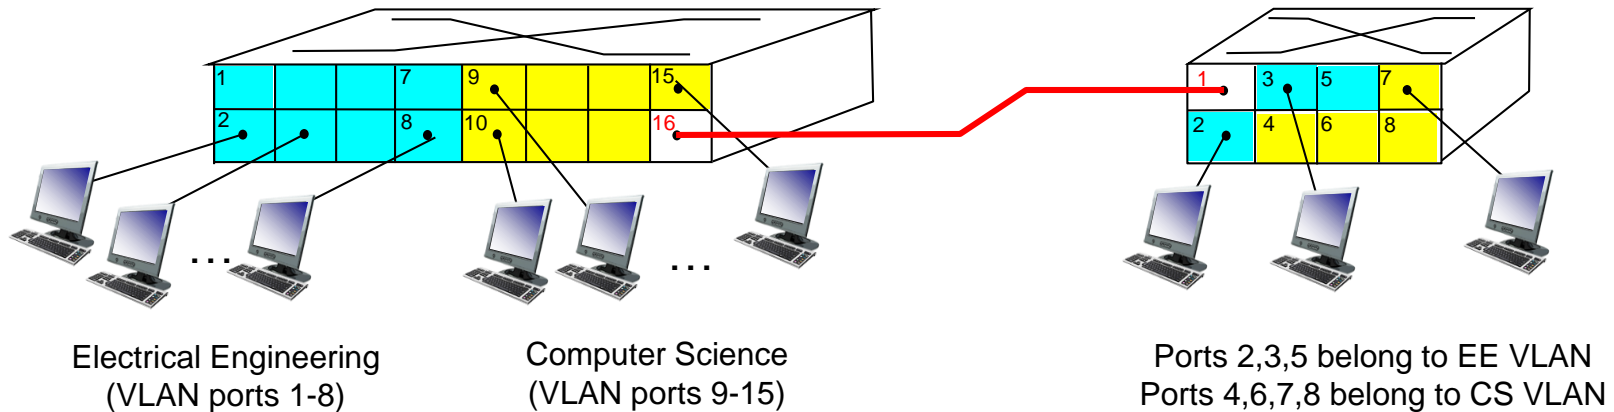 1 7 9 15
2 8 10 16
. . .
. . .
1 3 5 7
2 4 6 8
Electrical Engineering
(VLAN ports 1-8)
Computer Science
(VLAN ports 9-15)
Ports 2,3,5 belong to EE VLAN
Ports 4,6,7,8 belong to CS VLAN